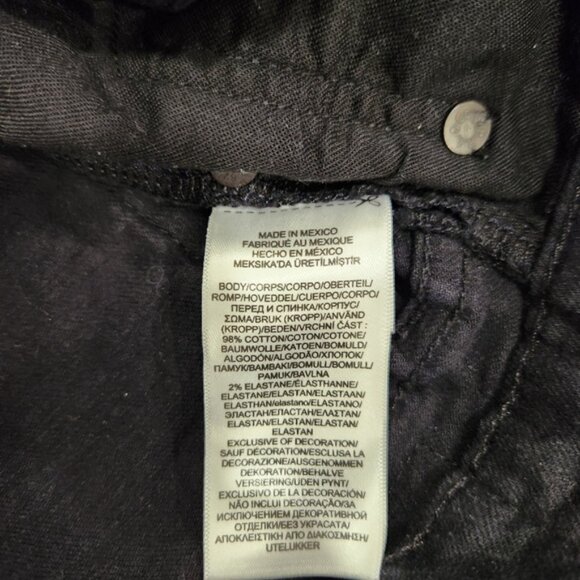 MADE IN MEXICO
FABRIQUÉ AU MEXIQUE
HECHO EN MÉXICO
MEKSIKA'DA ÜRETİLMİŞTİR
BODY/CORPS/CORPO/OBERTEIL/
ROMP/HOVEDDEL/CUERPO/CORPO/
ПЕРЕД И СПИНКА/КОРПУС/
ΣΩΜΑ/BRUK (KROPP)/ANVÄND
(KROPP)/BEDEN/VRCHNÍ ČÁST :
98% COTTON/COTON/COTONE/
BAUMWOLLE/KATOEN/BOMULD/
ALGODÓN/ALGODÃO/ХЛОПОК/
ПАМУК/ΒΑΜΒΑΚΙ/BOMULL/BOMULL/
PAMUK/BAVLNA
2% ELASTANE/ÉLASTHANNE/
ELASTANE/ELASTAN/ELASTAAN/
ELASTHAN/elastano/ELASTANO/
ЭЛАСТАН/ЕЛАСТАН/ΕΛΑΣΤΑΝ/
ELASTAN/ELASTAN/ELASTAN/
ELASTAN
EXCLUSIVE OF DECORATION/
SAUF DÉCORATION/ESCLUSA LA
DECORAZIONE/AUSGENOMMEN
DEKORATION/BEHALVE
VERSIERING/UDEN PYNT/
EXCLUSIVO DE LA DECORACIÓN/
NÃO INCLUI DECORAÇÃO/ЗА
ИСКЛЮЧЕНИЕМ ДЕКОРАТИВНОЙ
ОТДЕЛКИ/БЕЗ УКРАСАТА/
ΑΠΟΚΛΕΙΣΤΙΚΗ ΑΠΟ ΔΙΑΚΟΣΜΗΣΗ/
UTELUKKER